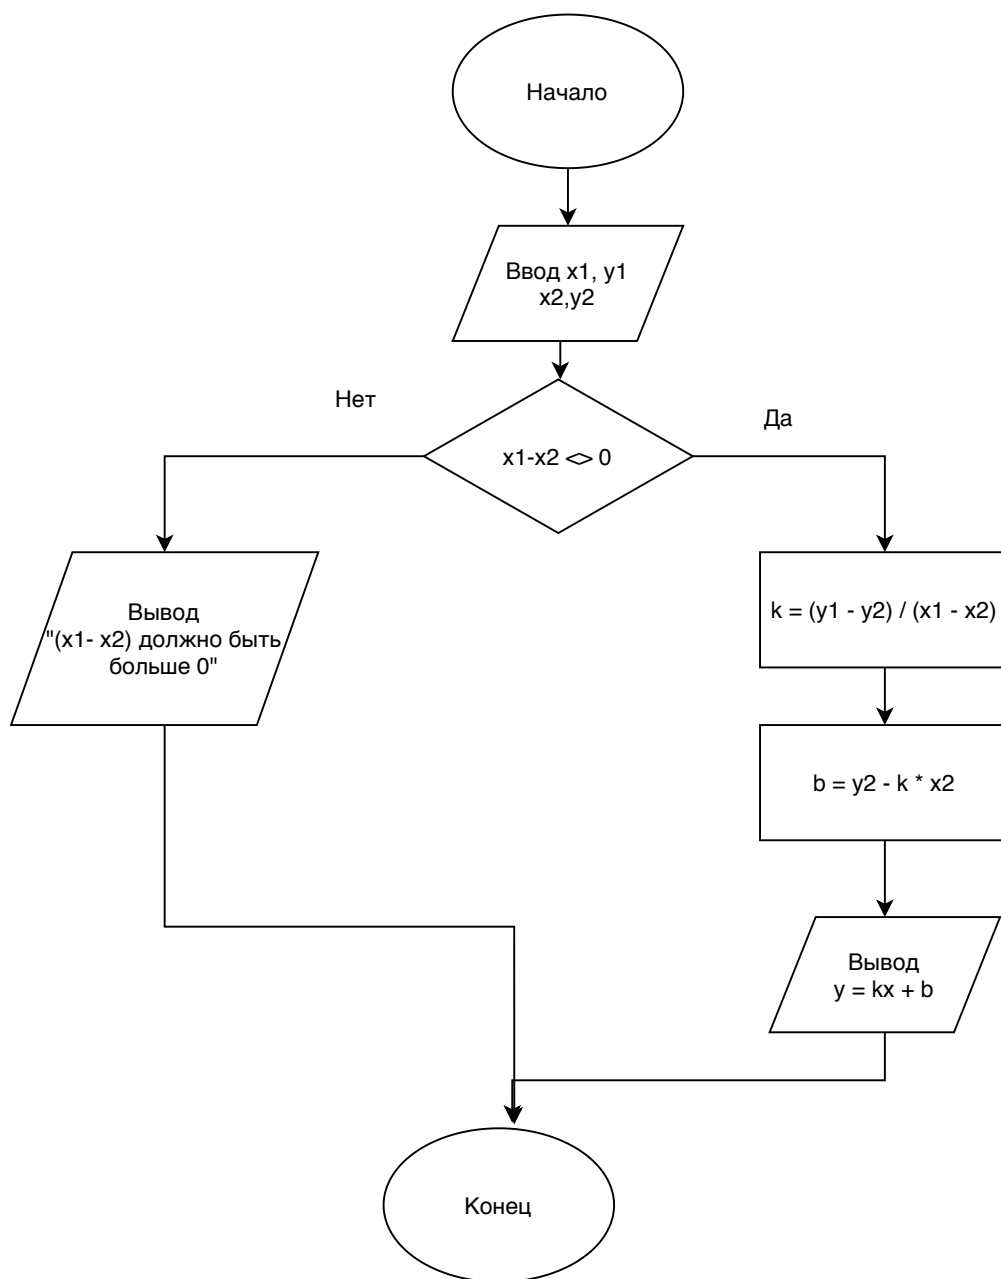 Начало
Ввод x1, y1
x2,y2
Нет
Да
x1-x2 <> 0
Вывод
"(x1- x2) должно быть
больше 0"
k = (y1 - y2) / (x1 - x2)
b = y2 - k * x2
Вывод
y = kx + b
Конец